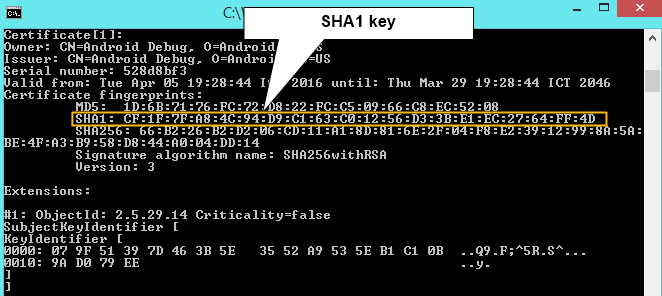 C:\
SHA1 key
Certificate[1]:
Owner: CN=Android Debug, O=Android
Issuer: CN=Android Debug, O=A =US
Serial number: 528d8bf3
Valid from: Tue Apr 05 19:28:44 I 2016 until: Thu Mar 29 19:28:44 ICT 2046
Certificate fingerprints:
MD5: 1D:6B:71:76:FC:72:D8:22:FC:C5:09:66:C8:EC:52:08
SHA1: CF:1F:7F:A8:4C:94:D9:C1:63:C0:12:56:D3:3B:E1:EC:27:64:FF:4D
SHA256: 66:B2:26:B2:D2:06:CD:11:A1:8D:81:6E:2F:04:F8:E2:39:12:99:8A:5A:
BE:4F:A3:B9:58:D8:44:A0:04:DD:14
Signature algorithm name: SHA256withRSA
Version: 3
Extensions:
#1: ObjectId: 2.5.29.14 Criticality=false
SubjectKeyIdentifier [
KeyIdentifier [
0000: 07 9F 51 39 7D 46 3B 5E 35 52 A9 53 5E B1 C1 0B ..Q9.F;^5R.S^...
0010: 9A D0 79 EE ..y.
]
]